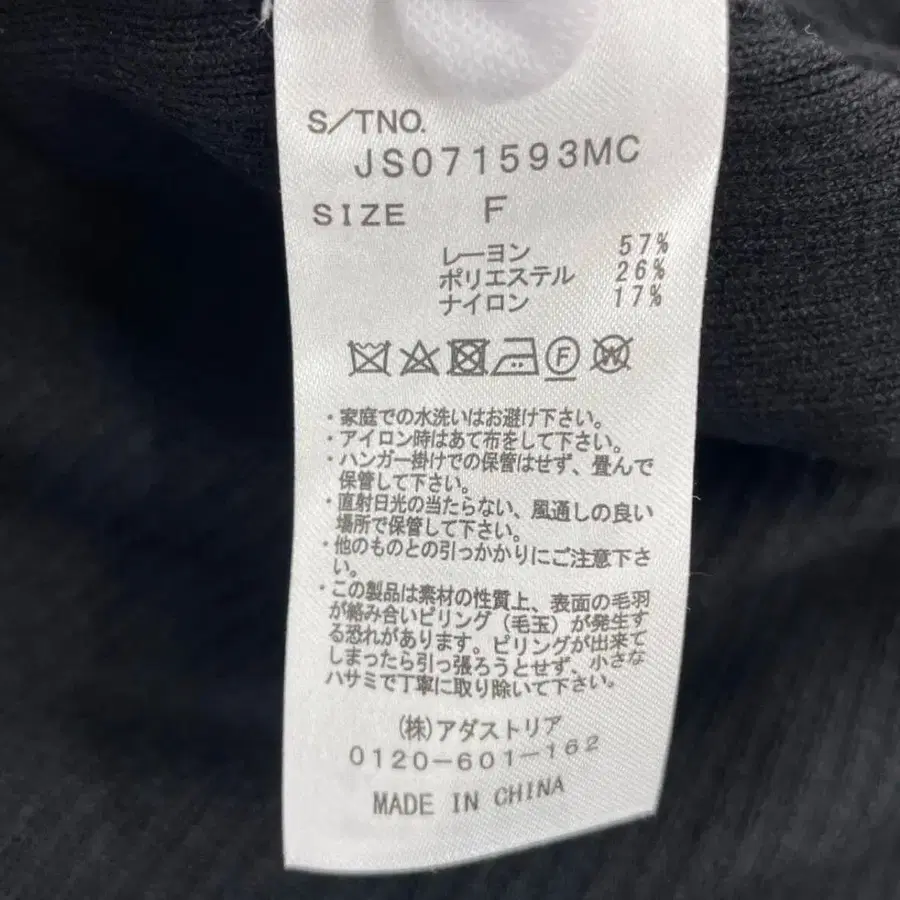 S/TNO.
JS071593MC
SIZE F
レーヨン 57%
ポリエステル 26%
ナイロン 17%
F W
・家庭での水洗いはお避け下さい。
・アイロン時はあて布をして下さい。
・ハンガー掛けでの保管はせず、畳んで
保管して下さい。
・直射日光の当たらない、風通しの良い
場所で保管して下さい。
・他のものとの引っかかりにご注意下さ
い。
・この製品は素材の性質上、表面の毛羽
が絡み合いピリング(毛玉)が発生す
る恐れがあります。ピリングが出来て
しまったら引っ張ろうとせず、小さな
ハサミで丁寧に取り除いて下さい。
(株)アダストリア
0120-601-162
MADE IN CHINA